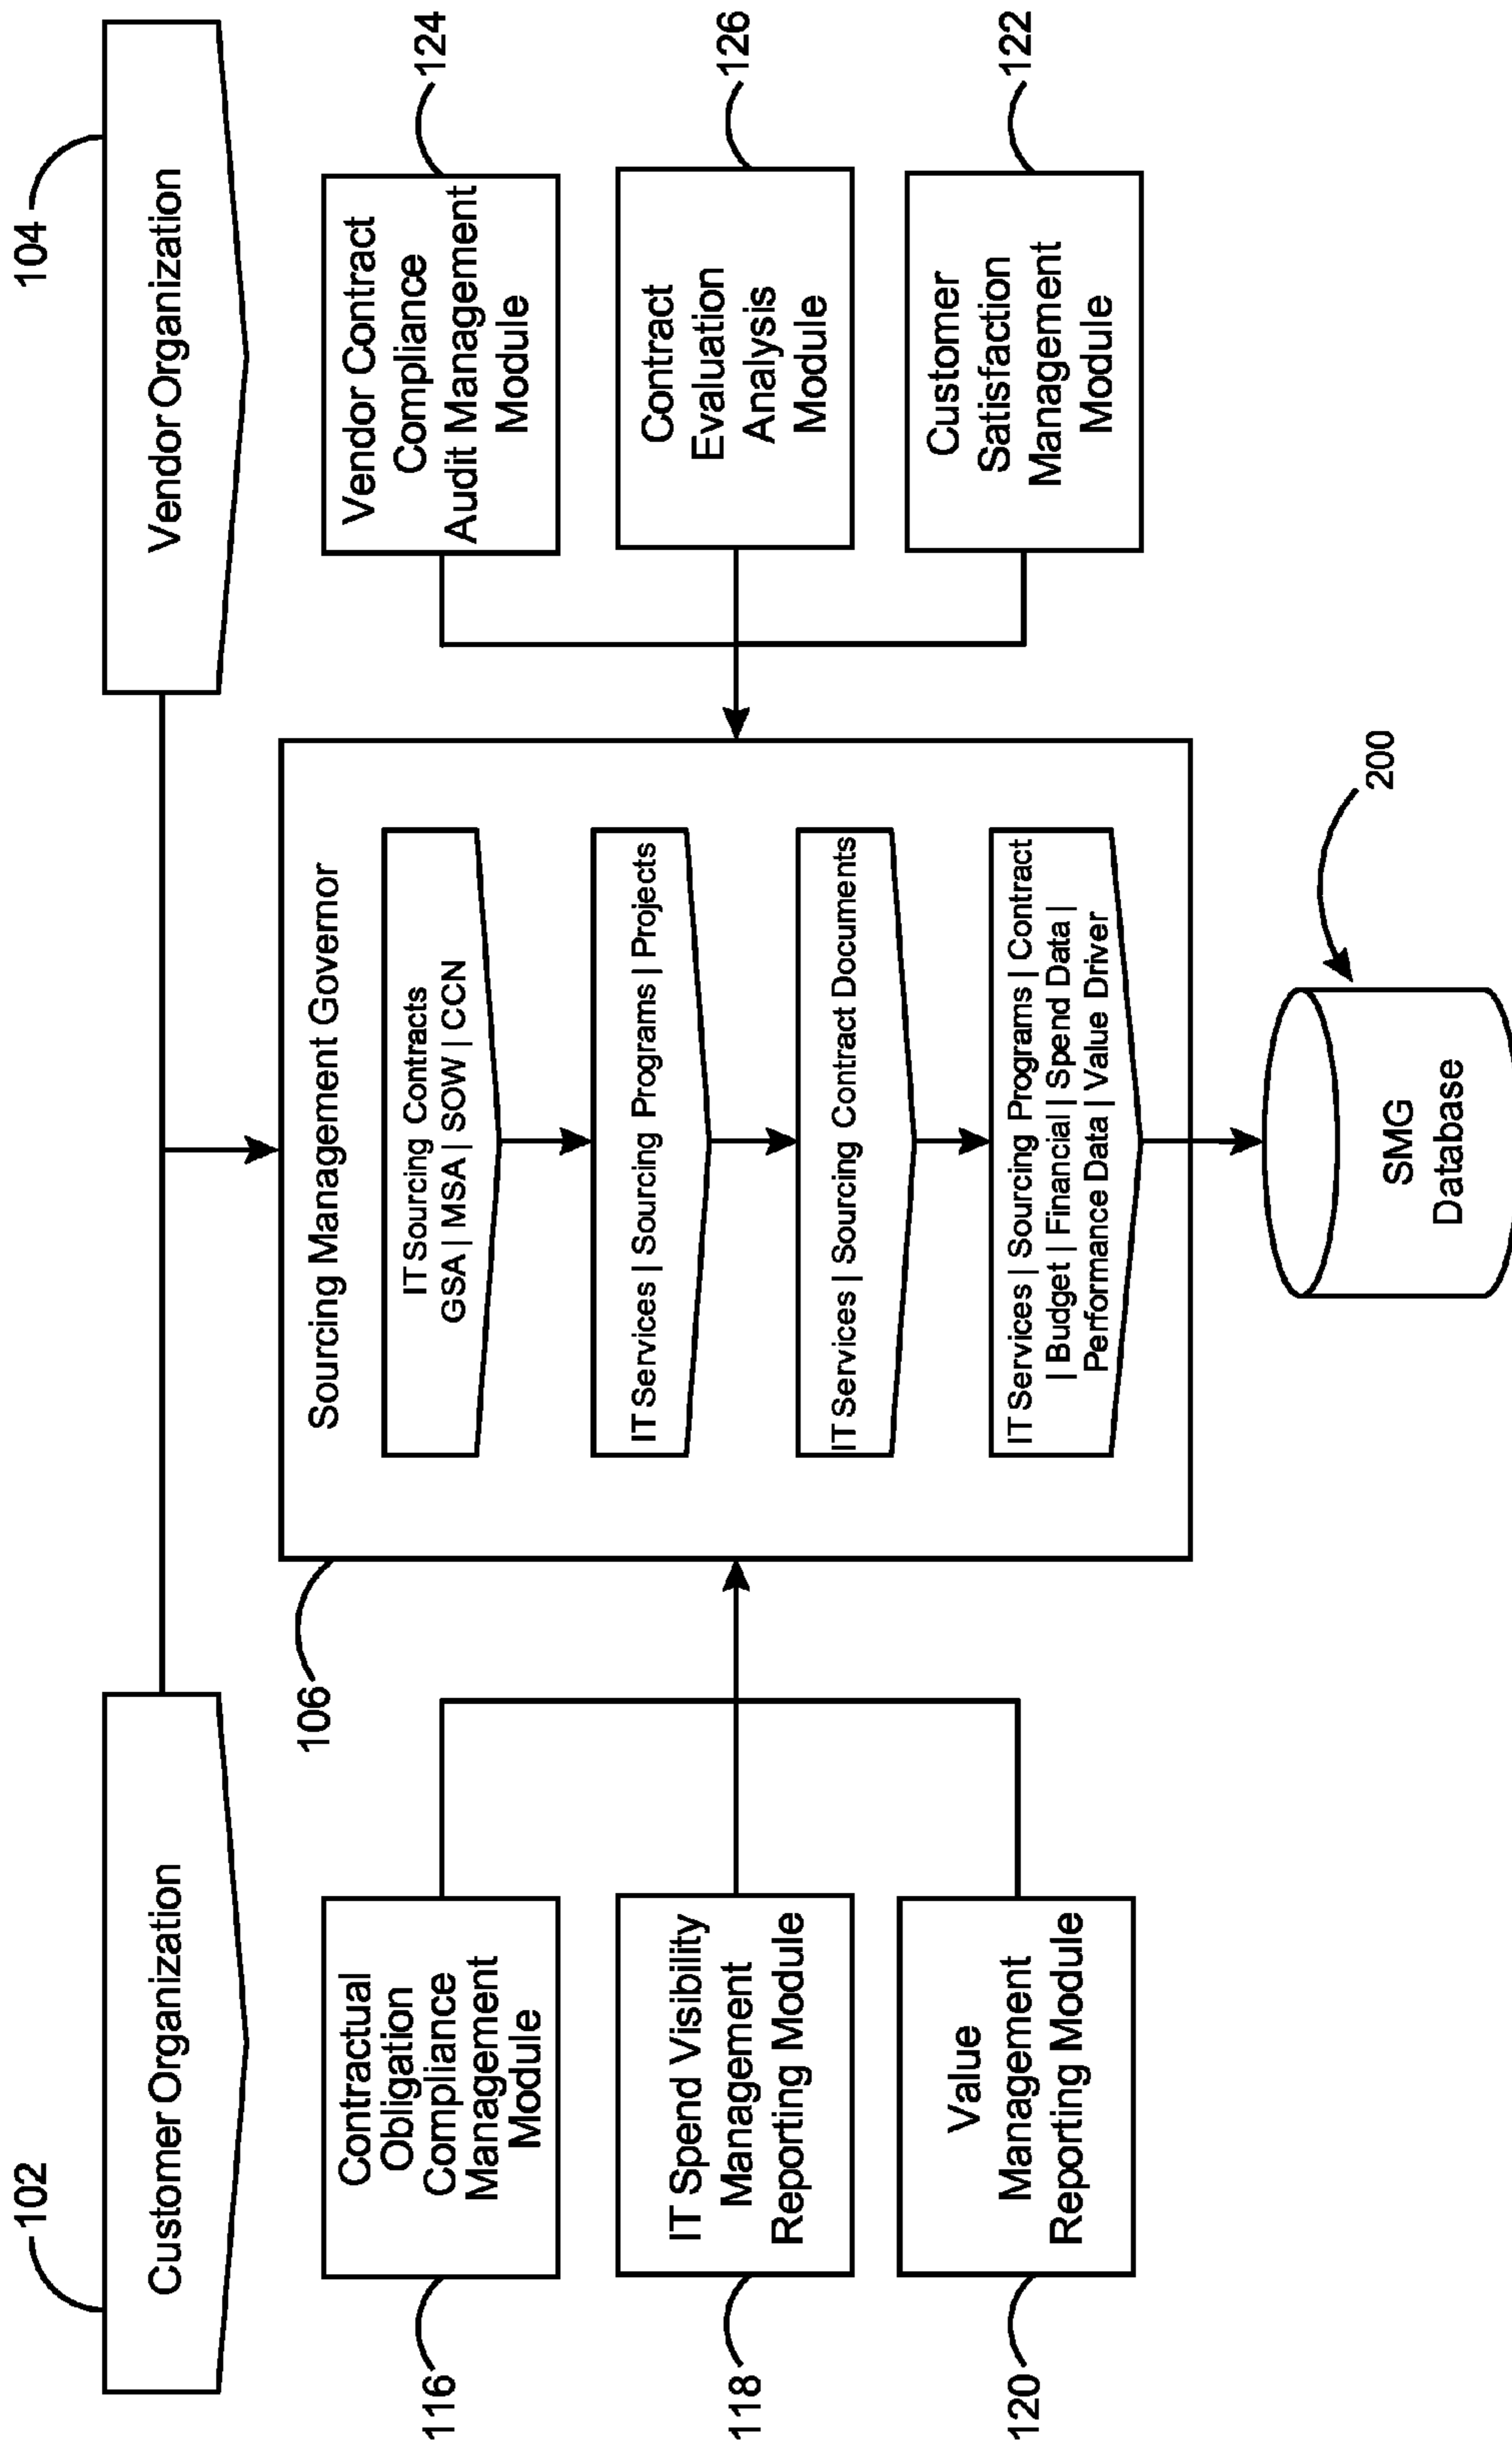 102
Customer Organization
104
Vendor Organization
116
Contractual
Obligation
Compliance
Management
Module
118
IT Spend Visibility
Management
Reporting Module
120
Value
Management
Reporting Module
106
Sourcing Management Governor
IT Sourcing Contracts
GSA | MSA | SOW | CCN
IT Services | Sourcing Programs | Projects
IT Services | Sourcing Contract Documents
IT Services | Sourcing Programs | Contract
| Budget | Financial | Spend Data |
Performance Data | Value Driver
Vendor Contract
Compliance
Audit Management
Module
124
Contract
Evaluation
Analysis
Module
126
Customer
Satisfaction
Management
Module
122
SMG
Database
200